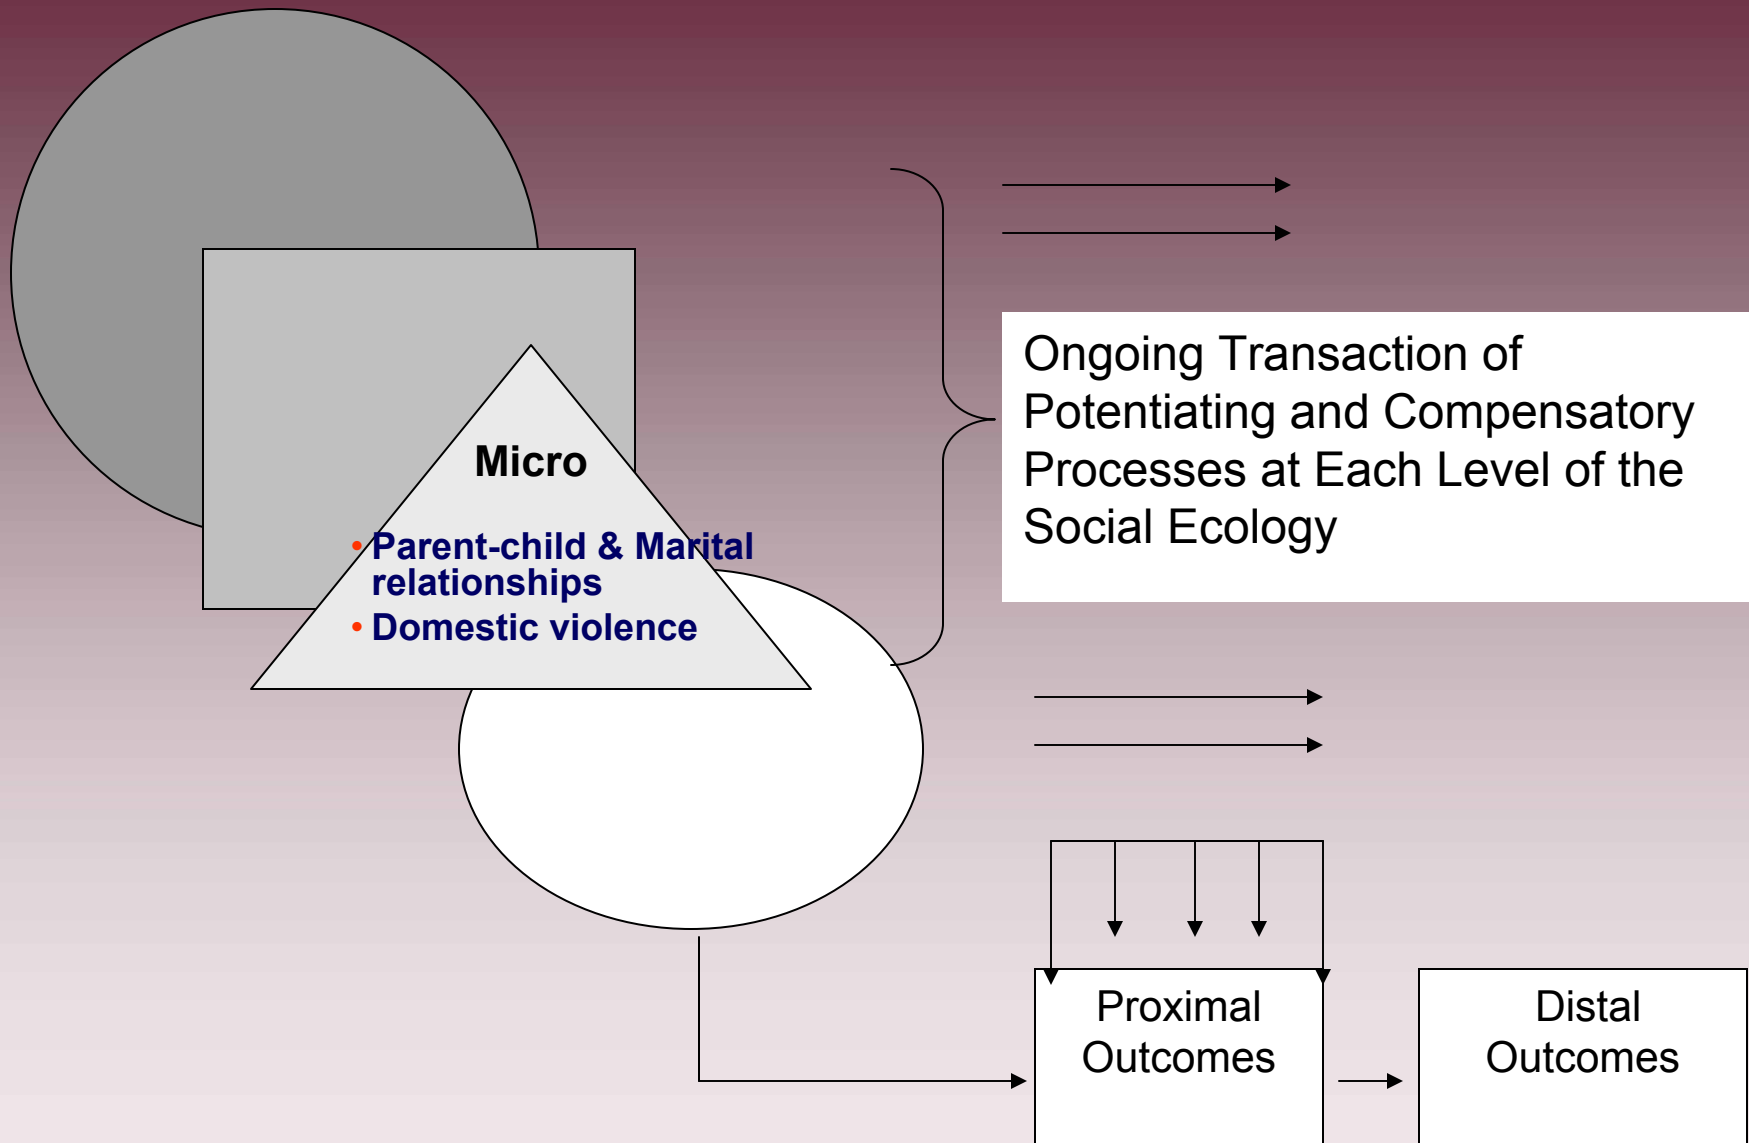 Micro
• Parent-child & Marital
relationships
• Domestic violence
Ongoing Transaction of
Potentiating and Compensatory
Processes at Each Level of the
Social Ecology
Proximal
Outcomes
Distal
Outcomes